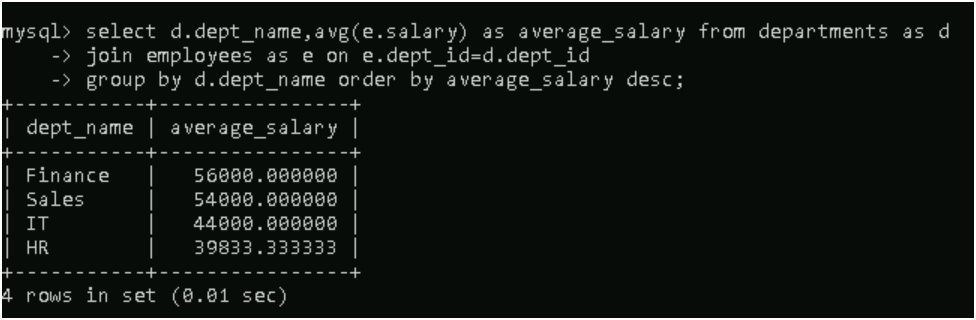 mysql> select d.dept_name,avg(e.salary) as average_salary from departments as d
    -> join employees as e on e.dept_id=d.dept_id
    -> group by d.dept_name order by average_salary desc;
+-----------+----------------+
| dept_name | average_salary |
+-----------+----------------+
| Finance   |   56000.000000 |
| Sales     |   54000.000000 |
| IT        |   44000.000000 |
| HR        |   39833.333333 |
+-----------+----------------+
4 rows in set (0.01 sec)